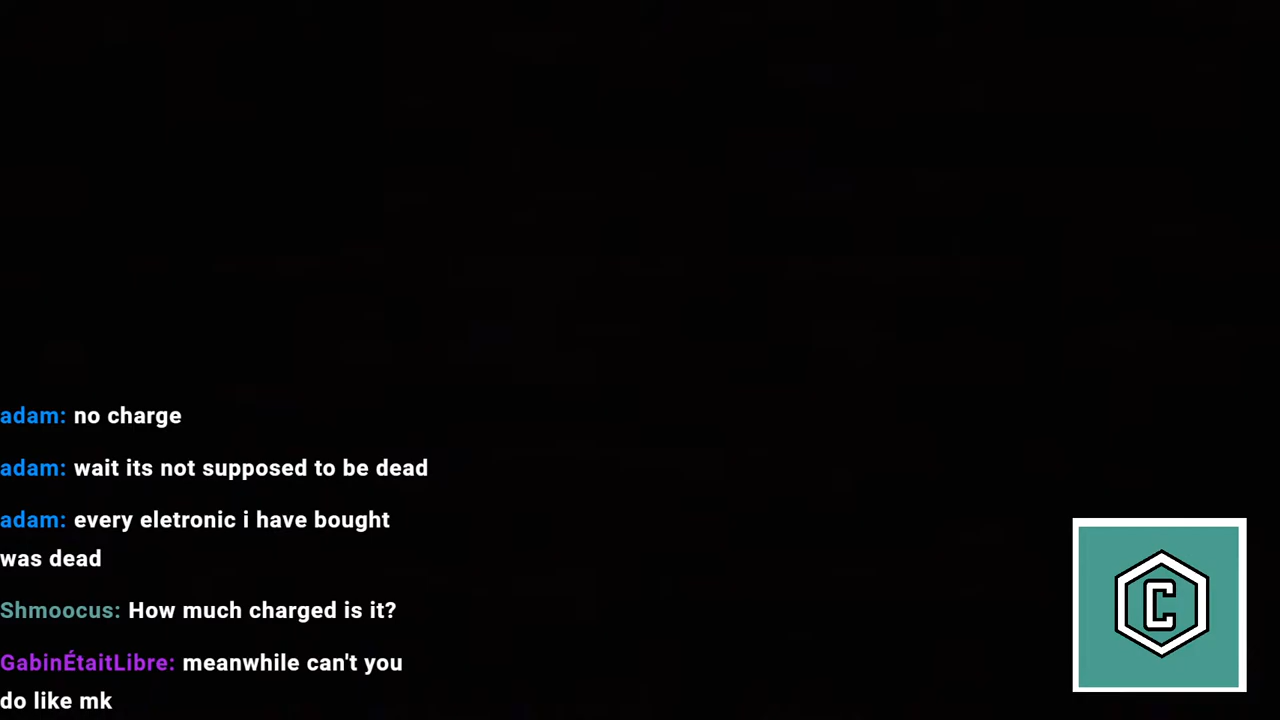 adam: no charge
adam: wait its not supposed to be dead
adam: every eletronic i have bought
was dead
Shmoocus: How much charged is it?
GabinÉtaitLibre: meanwhile can't you
do like mk
C